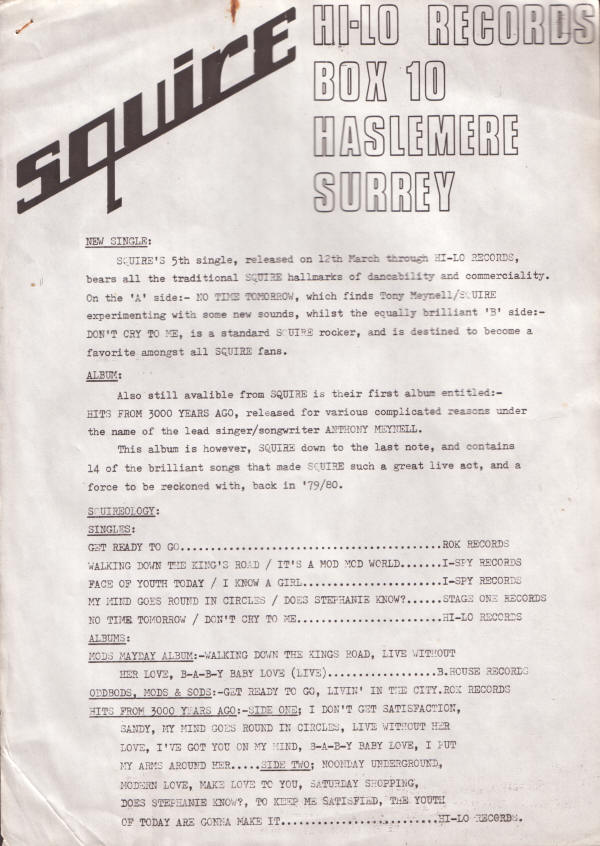 squire
HI-LO RECORDS
BOX 10
HASLEMERE
SURREY
NEW SINGLE:
SQUIRE'S 5th single, released on 12th March through HI-LO RECORDS,
bears all the traditional SQUIRE hallmarks of dancability and commerciality.
On the 'A' side:- NO TIME TOMORROW, which finds Tony Meynell/SQUIRE
experimenting with some new sounds, whilst the equally brilliant 'B' side:-
DON'T CRY TO ME, is a standard SQUIRE rocker, and is destined to become a
favorite amongst all SQUIRE fans.
ALBUM:
Also still avalible from SQUIRE is their first album entitled:-
HITS FROM 3000 YEARS AGO, released for various complicated reasons under
the name of the lead singer/songwriter ANTHONY MEYNELL.
This album is however, SQUIRE down to the last note, and contains
14 of the brilliant songs that made SQUIRE such a great live act, and a
force to be reckoned with, back in '79/80.
SQUIREOLOGY:
SINGLES:
GET READY TO GO..........................................ROK RECORDS
WALKING DOWN THE KING'S ROAD / IT'S A MOD MOD WORLD.......I-SPY RECORDS
FACE OF YOUTH TODAY / I KNOW A GIRL.......................I-SPY RECORDS
MY MIND GOES ROUND IN CIRCLES / DOES STEPHANIE KNOW?......STAGE ONE RECORDS
NO TIME TOMORROW / DON'T CRY TO ME........................HI-LO RECORDS
ALBUMS:
MODS MAYDAY ALBUM:-WALKING DOWN THE KINGS ROAD, LIVE WITHOUT
HER LOVE, B-A-B-Y BABY LOVE (LIVE)..................B.HOUSE RECORDS
ODDBODS, MODS & SODS:-GET READY TO GO, LIVIN' IN THE CITY.ROK RECORDS
HITS FROM 3000 YEARS AGO:-SIDE ONE; I DON'T GET SATISFACTION,
SANDY, MY MIND GOES ROUND IN CIRCLES, LIVE WITHOUT HER
LOVE, I'VE GOT YOU ON MY MIND, B-A-B-Y BABY LOVE, I PUT
MY ARMS AROUND HER.....SIDE TWO; NOONDAY UNDERGROUND,
MODERN LOVE, MAKE LOVE TO YOU, SATURDAY SHOPPING,
DOES STEPHANIE KNOW?, TO KEEP ME SATISFIED, THE YOUTH
OF TODAY ARE GONNA MAKE IT.........................HI-LO RECORDS.